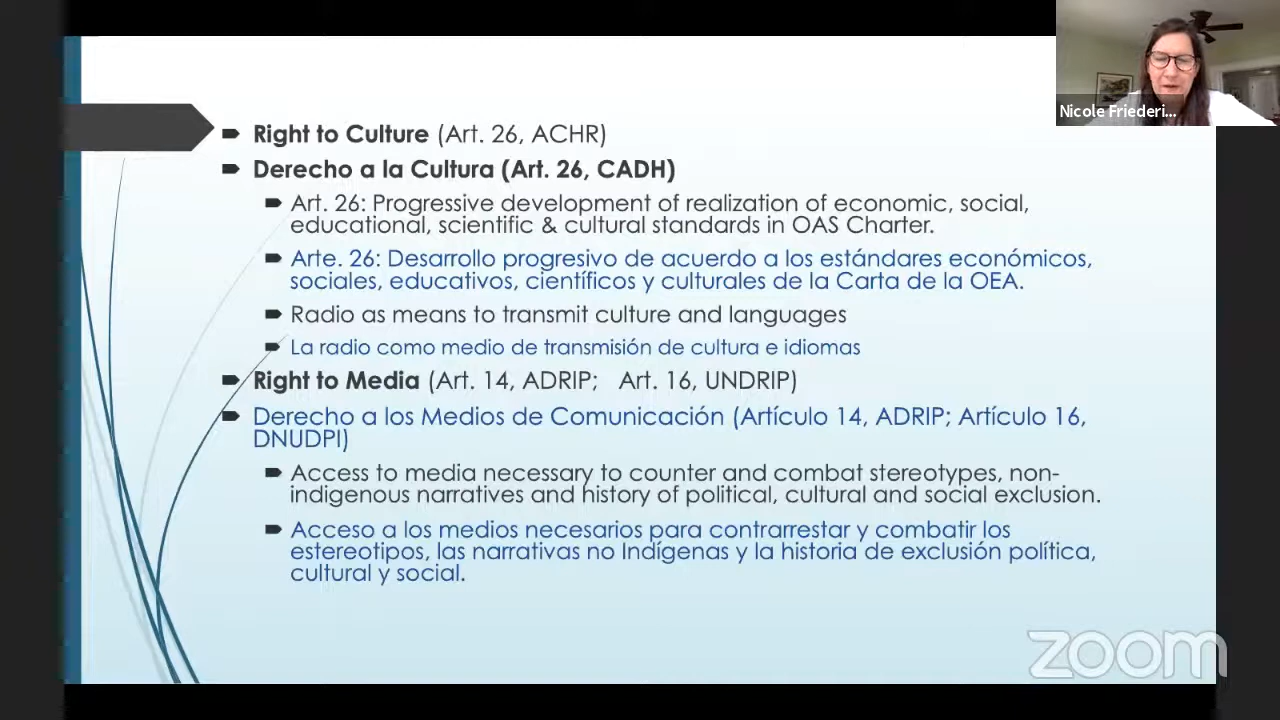 Nicole Friederi...
Right to Culture (Art. 26, ACHR)
Derecho a la Cultura (Art. 26, CADH)
Art. 26: Progressive development of realization of economic, social,
educational, scientific & cultural standards in OAS Charter.
Arte. 26: Desarrollo progresivo de acuerdo a los estándares económicos,
sociales, educativos, científicos y culturales de la Carta de la OEA.
Radio as means to transmit culture and languages
La radio como medio de transmisión de cultura e idiomas
Right to Media (Art. 14, ADRIP; Art. 16, UNDRIP)
Derecho a los Medios de Comunicación (Artículo 14, ADRIP; Artículo 16,
DNUDPI)
Access to media necessary to counter and combat stereotypes, non-
indigenous narratives and history of political, cultural and social exclusion.
Acceso a los medios necesarios para contrarrestar y combatir los
estereotipos, las narrativas no Indígenas y la historia de exclusión política,
cultural y social.
zoom